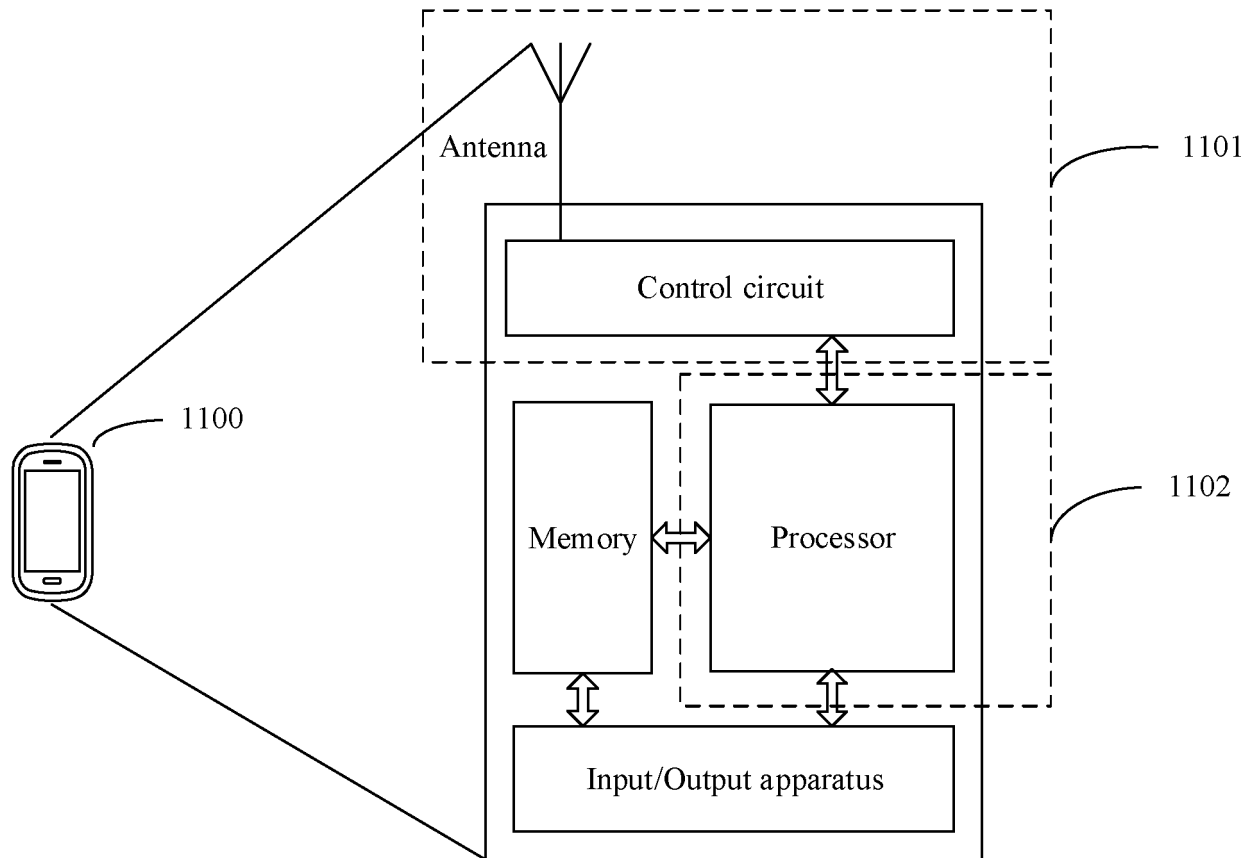 Antenna
1101
Control circuit
1100
1102
Memory
Processor
Input/Output apparatus